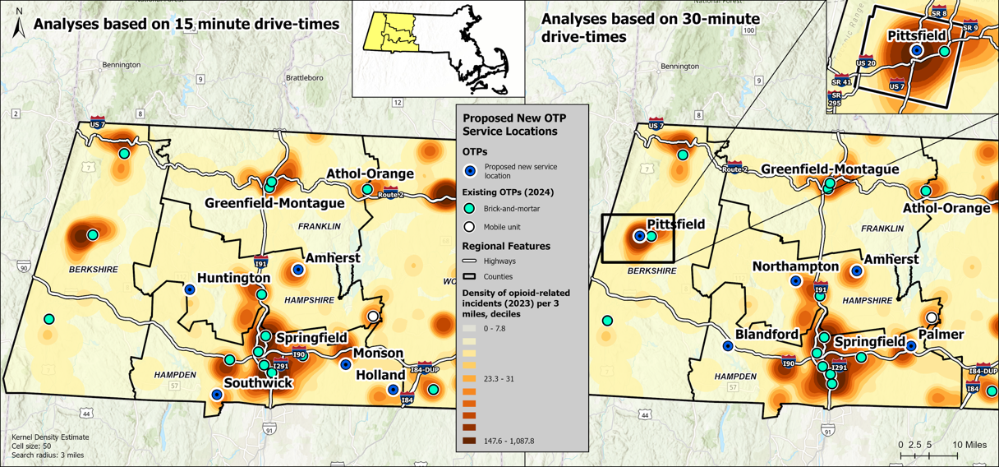 N
Analyses based on 15 minute drive-times
Bennington
Brattleboro
9
2
8
12
US 7
7
Athol-Orange
Route 2
Greenfield-Montague
FRANKLIN
90
BERKSHIRE
I91
Amherst
Huntington
HAMPSHIRE
WO
Springfield
I90
Monson
I291
HAMPDEN
57
Southwick
Holland
I84-DUP
I84
44
91
Kernel Density Estimate
Cell size: 50
Search radius: 3 miles
Proposed New OTP
Service Locations
OTPs
Proposed new service
location
Existing OTPs (2024)
Brick-and-mortar
Mobile unit
Regional Features
Highways
Counties
Density of opioid-related
incidents (2023) per 3
miles, deciles
0 - 7.8
23.3 - 31
147.6 - 1,087.8
National Forest
Analyses based on 30-minute
drive-times
100
Bennington
9
8
US 7
7
Route 2
Greenfield-Montague
Athol-Orange
Pittsfield
FRANKLIN
BERKSHIRE
Northampton
Amherst
I91
HAMPSHIRE
Blandford
Springfield
Palmer
I90
I291
HAMPDEN
57
I84-DUP
I84
44
91
0 2.5 5 10 Miles
SR 8
Pittsfield
SR 9
US 20
SR 41
US 7
SR
295